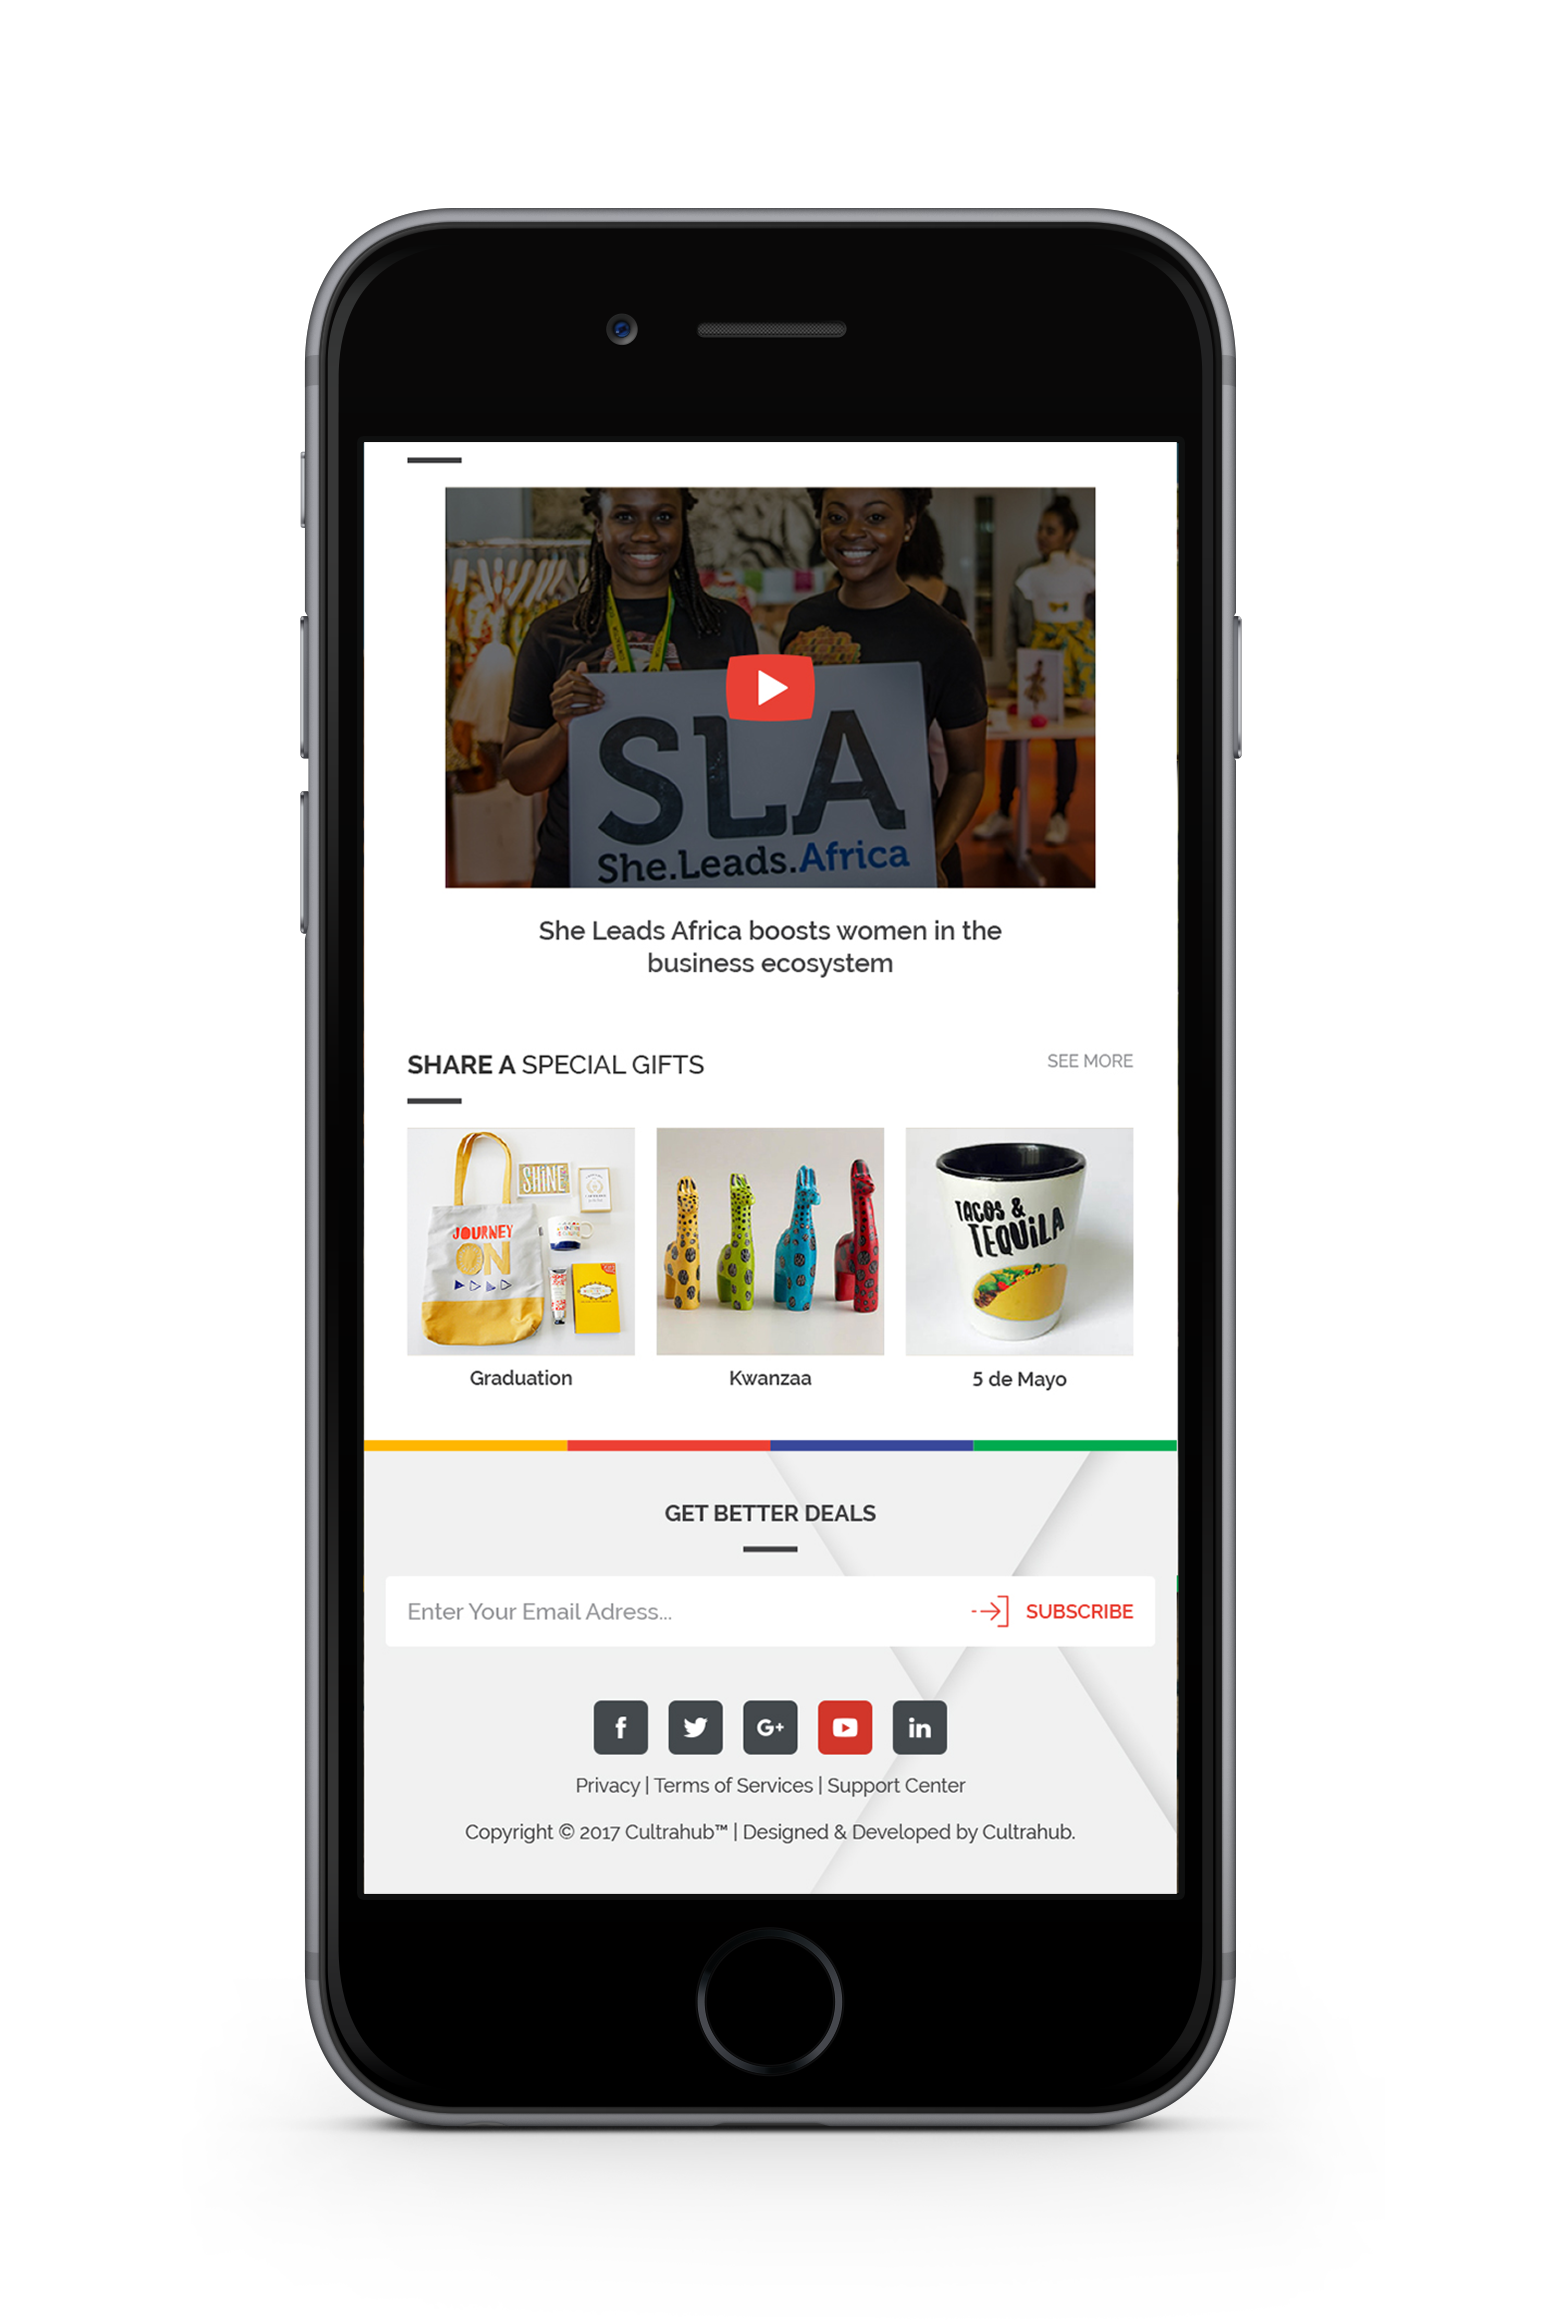 SLA
She.Leads.Africa
She Leads Africa boosts women in the
business ecosystem
SHARE A SPECIAL GIFTS
SEE MORE
SHINE
JOURNEY
ON
TACOS &
TEQUILA
Graduation
Kwanzaa
5 de Mayo
GET BETTER DEALS
Enter Your Email Adress...
SUBSCRIBE
f
G+
in
Privacy | Terms of Services | Support Center
Copyright © 2017 Cultrahub™ | Designed & Developed by Cultrahub.